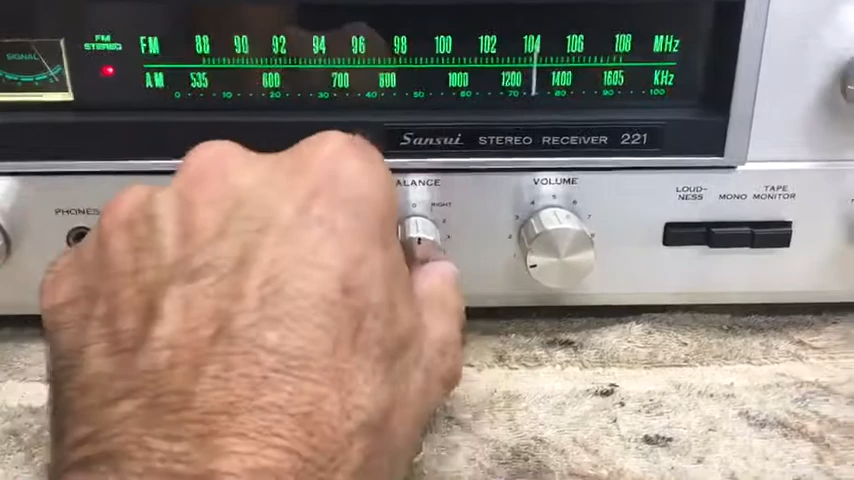 SIGNAL
FM STEREO
FM 88 90 92 94 96 98 100 102 104 106 108 MHz
AM 535 600 700 800 1000 1200 1400 1605 KHz
0 10 20 30 40 50 60 70 80 90 100
Sansui STEREO RECEIVER 221
PHONES ALANCE VOLUME LOUDNESS MONO TAPE MONITOR
RIGHT